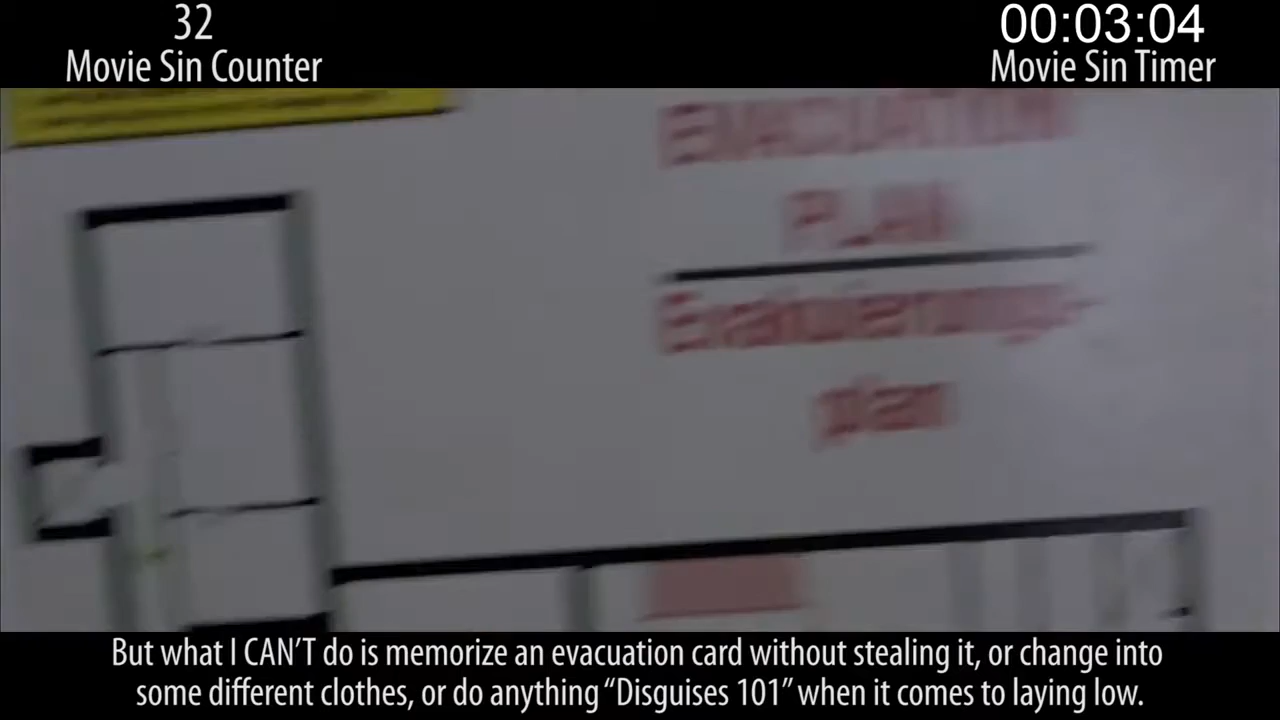 32
Movie Sin Counter
00:03:04
Movie Sin Timer
EVACUATION
PLAN
Evakuierungs-
plan
But what I CAN'T do is memorize an evacuation card without stealing it, or change into
some different clothes, or do anything “Disguises 101” when it comes to laying low.